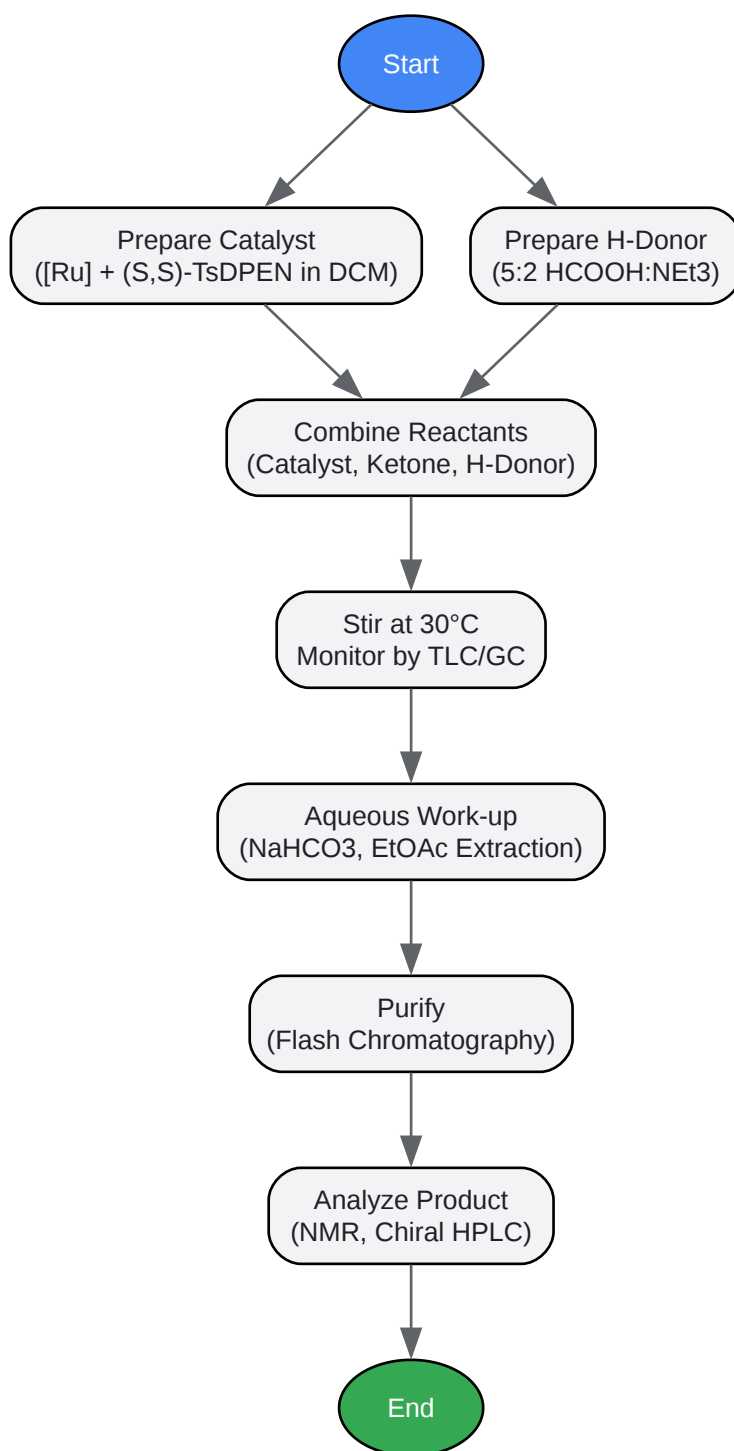 Start
Prepare Catalyst
([Ru] + (S,S)-TsDPEN in DCM)
Prepare H-Donor
(5:2 HCOOH:NEt3)
Combine Reactants
(Catalyst, Ketone, H-Donor)
Stir at 30°C
Monitor by TLC/GC
Aqueous Work-up
(NaHCO3, EtOAc Extraction)
Purify
(Flash Chromatography)
Analyze Product
(NMR, Chiral HPLC)
End